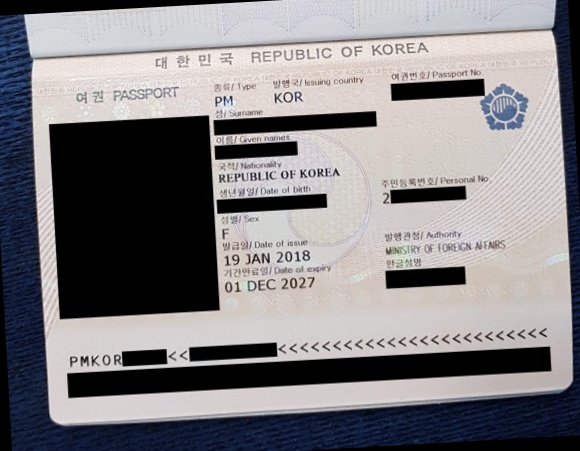 대한민국 REPUBLIC OF KOREA
여권 PASSPORT
종류/ Type 발행국/ Issuing country 여권번호/ Passport No.
PM KOR
성/ Surname
이름/ Given names
국적/ Nationality
REPUBLIC OF KOREA
생년월일/ Date of birth 주민등록번호/ Personal No.
2
성별/ Sex
F
발급일/ Date of issue 발행관청/ Authority
19 JAN 2018 MINISTRY OF FOREIGN AFFAIRS
기간만료일/ Date of expiry 한글성명
01 DEC 2027
PMKOR << <<<<<<<<<<<<<<<<<<<<<<<<<<